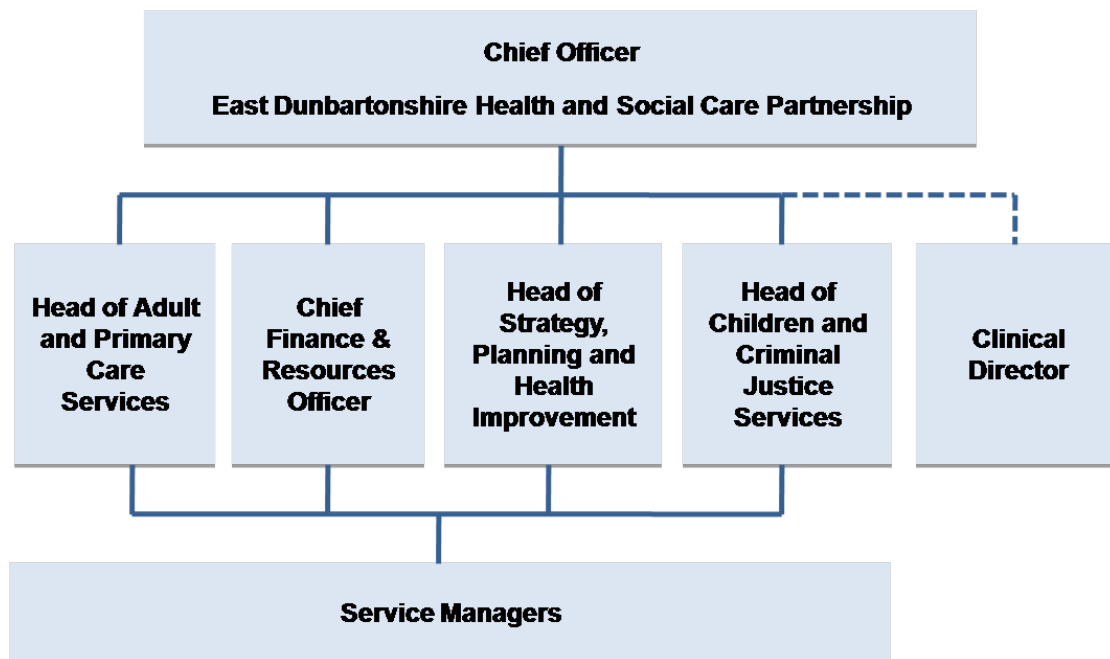 Chief Officer
East Dunbartonshire Health and Social Care Partnership
Head of Adult
and Primary
Care
Services
Chief
Finance &
Resources
Officer
Head of
Strategy,
Planning and
Health
Improvement
Head of
Children and
Criminal
Justice
Services
Clinical
Director
Service Managers